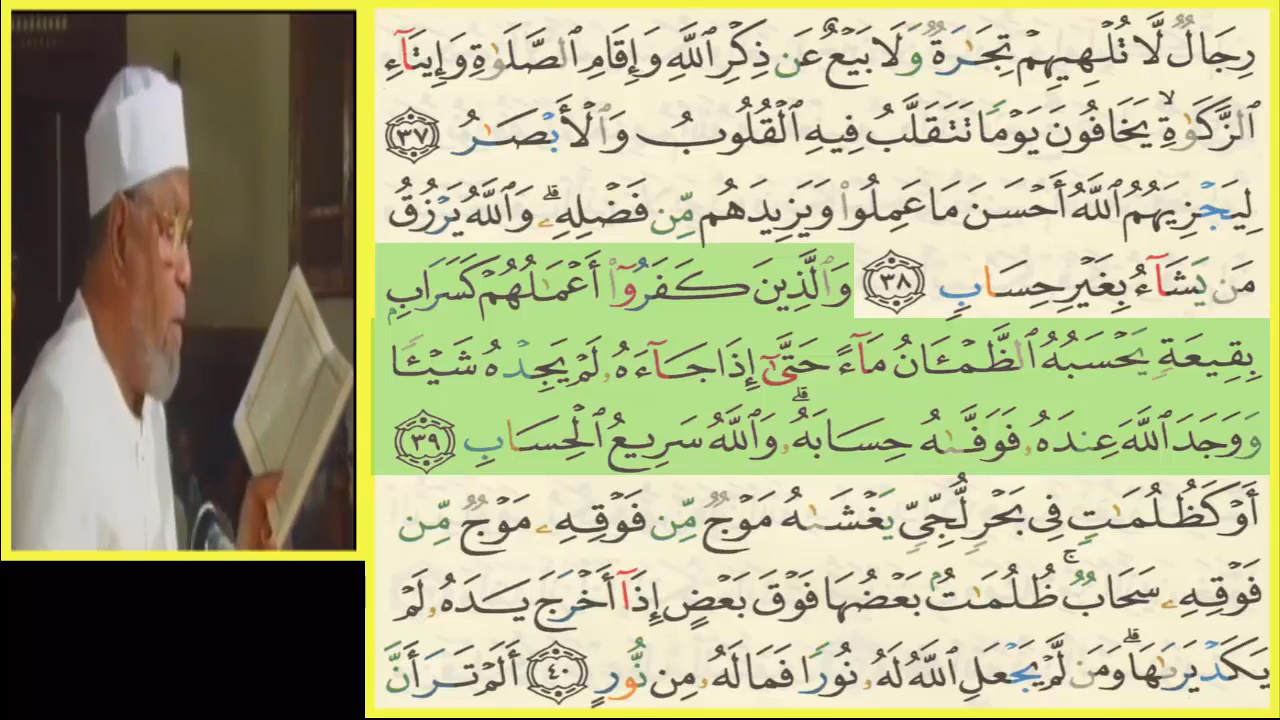 رِجَالٌ لَّا تُلْهِيهِمْ تِجَـٰرَةٌ وَلَا بَيْعٌ عَن ذِكْرِ ٱللَّهِ وَإِقَامِ ٱلصَّلَوٰةِ وَإِيتَآءِ
ٱلزَّكَوٰةِ ۙ يَخَافُونَ يَوْمًا تَتَقَلَّبُ فِيهِ ٱلْقُلُوبُ وَٱلْأَبْصَـٰرُ ٣٧
لِيَجْزِيَهُمُ ٱللَّهُ أَحْسَنَ مَا عَمِلُوا۟ وَيَزِيدَهُم مِّن فَضْلِهِۦ ۗ وَٱللَّهُ يَرْزُقُ
مَن يَشَآءُ بِغَيْرِ حِسَابٍ ٣٨ وَٱلَّذِينَ كَفَرُوٓا۟ أَعْمَـٰلُهُمْ كَسَرَابٍۭ
بِقِيعَةٍ يَحْسَبُهُ ٱلظَّمْـَٔانُ مَآءً حَتَّىٰٓ إِذَا جَآءَهُۥ لَمْ يَجِدْهُ شَيْـًٔا
وَوَجَدَ ٱللَّهَ عِندَهُۥ فَوَفَّىٰهُ حِسَابَهُۥ ۗ وَٱللَّهُ سَرِيعُ ٱلْحِسَابِ ٣٩
أَوْ كَظُلُمَـٰتٍ فِى بَحْرٍ لُّجِّىٍّ يَغْشَىٰهُ مَوْجٌ مِّن فَوْقِهِۦ مَوْجٌ مِّن
فَوْقِهِۦ سَحَابٌ ۚ ظُلُمَـٰتٌۢ بَعْضُهَا فَوْقَ بَعْضٍ إِذَآ أَخْرَجَ يَدَهُۥ لَمْ
يَكَدْ يَرَىٰهَا ۗ وَمَن لَّمْ يَجْعَلِ ٱللَّهُ لَهُۥ نُورًا فَمَا لَهُۥ مِن نُّورٍ ٤٠ أَلَمْ تَرَ أَنَّ